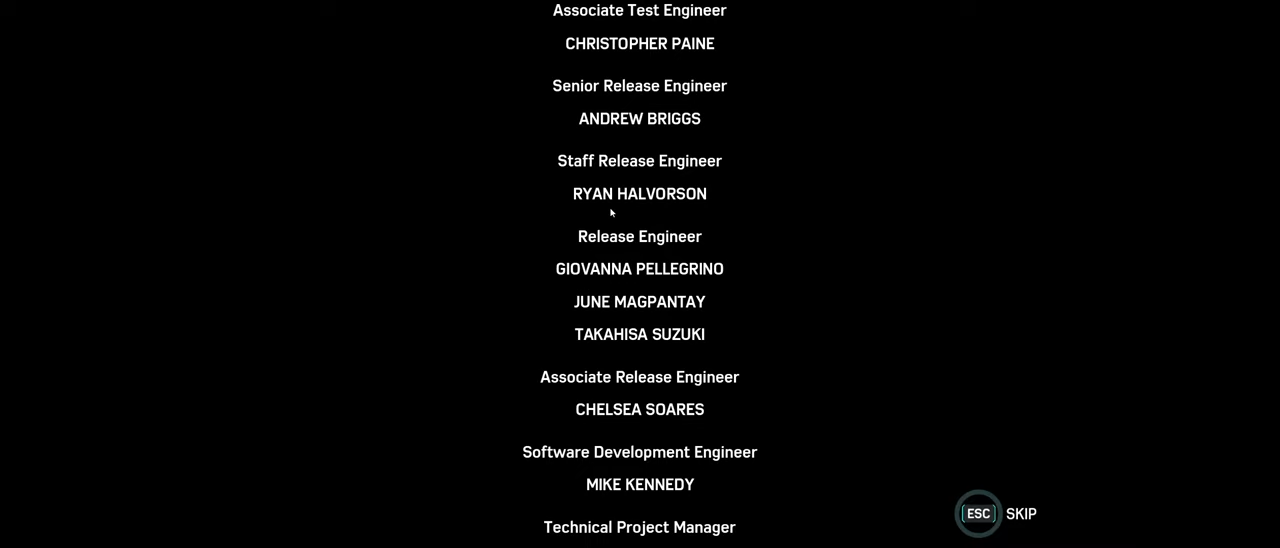 Associate Test Engineer
CHRISTOPHER PAINE
Senior Release Engineer
ANDREW BRIGGS
Staff Release Engineer
RYAN HALVORSON
Release Engineer
GIOVANNA PELLEGRINO
JUNE MAGPANTAY
TAKAHISA SUZUKI
Associate Release Engineer
CHELSEA SOARES
Software Development Engineer
MIKE KENNEDY
ESC SKIP
Technical Project Manager